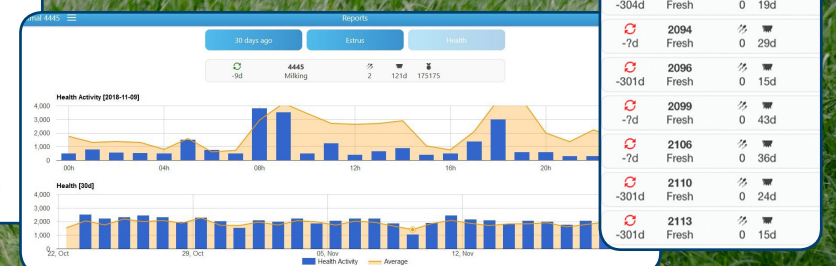 mal 4445
Reports
30 days ago
Estrus
Health
4445
-9d Milking 2 121d 175175
Health Activity [2018-11-09]
4,000
3,000
2,000
1,000
0
00h 04h 08h 12h 16h 20h
Health [30d]
4,000
3,000
2,000
1,000
0
22, Oct 29, Oct 05, Nov 12, Nov
Health Activity Average
-304d Fresh 0 19d
2094
-?d Fresh 0 29d
2096
-301d Fresh 0 15d
2099
-?d Fresh 0 43d
2106
-?d Fresh 0 36d
2110
-301d Fresh 0 24d
2113
-301d Fresh 0 15d